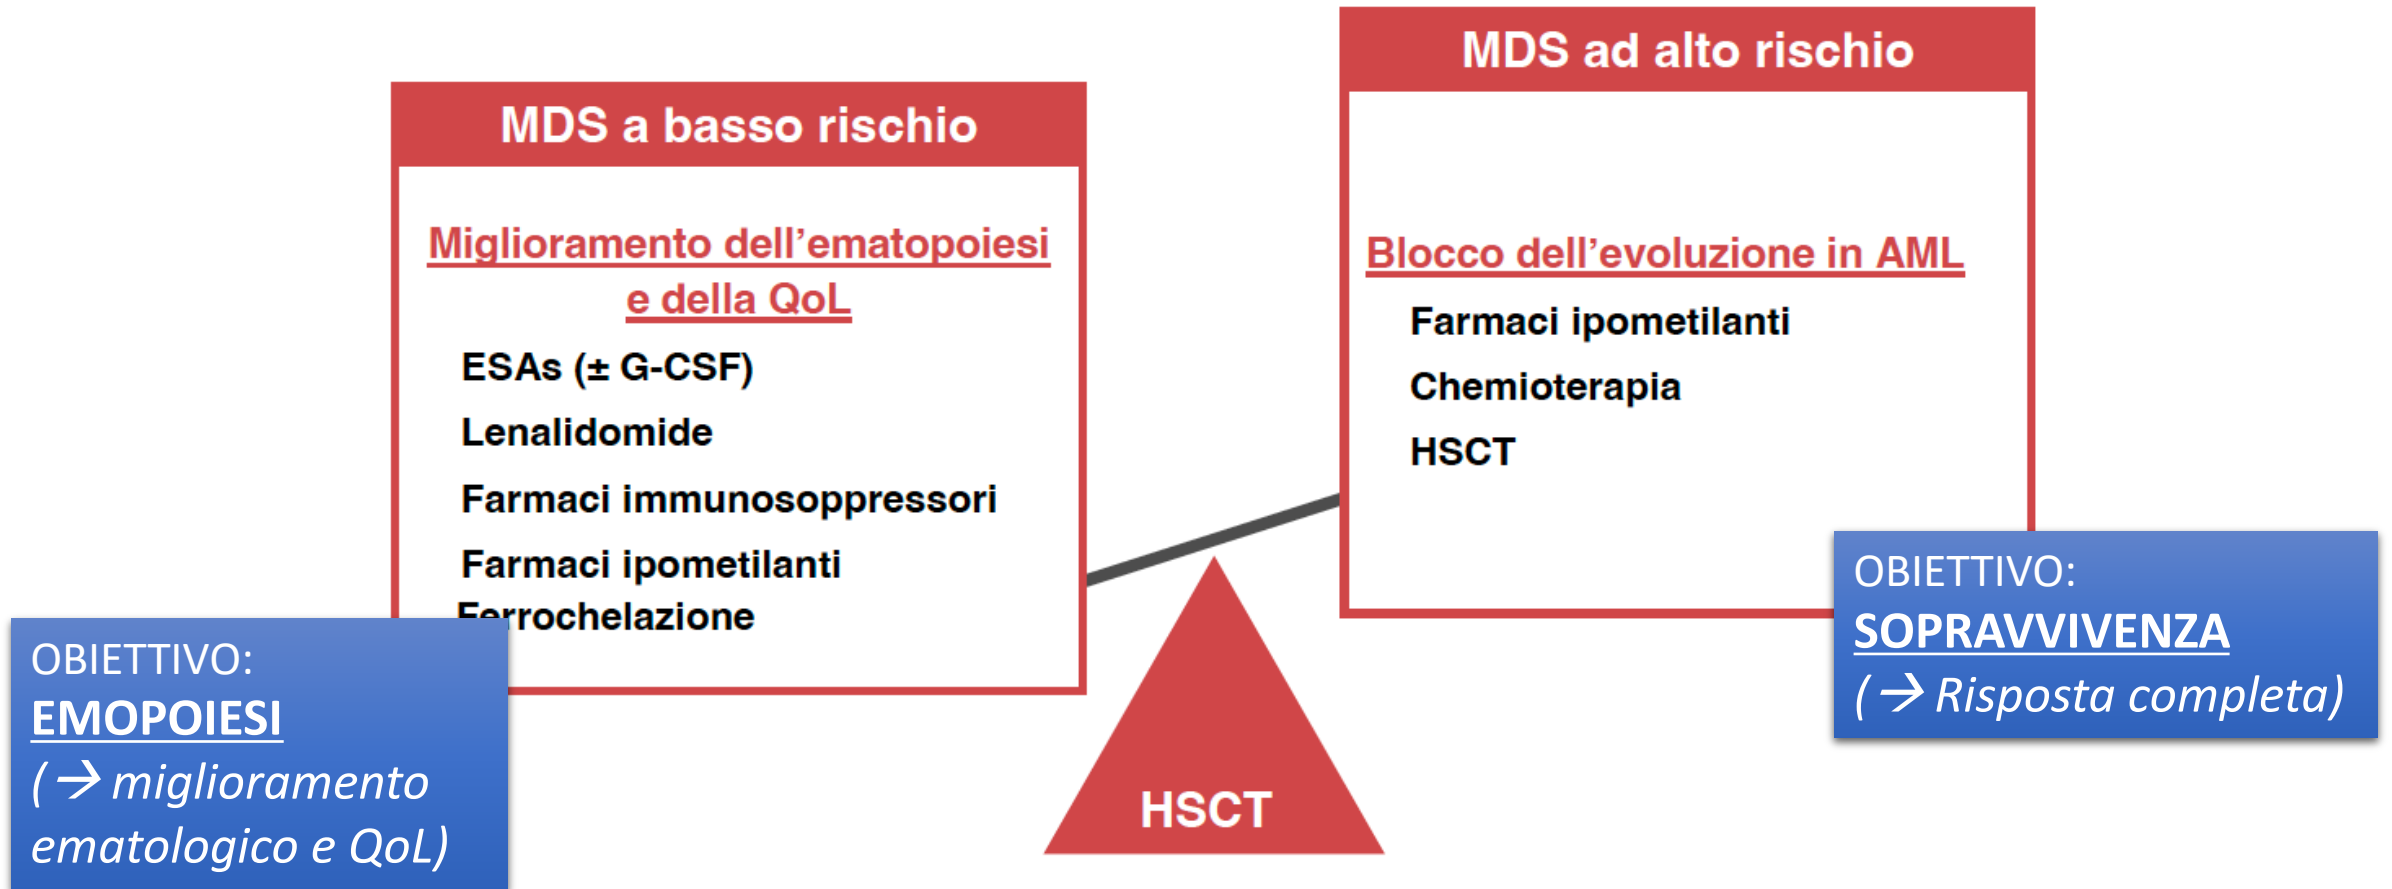 MDS a basso rischio
Miglioramento dell’ematopoiesi
e della QoL
ESAs (± G-CSF)
Lenalidomide
Farmaci immunosoppressori
Farmaci ipometilanti
Ferrochelazione
OBIETTIVO:
EMOPOIESI
(→ miglioramento
ematologico e QoL)
MDS ad alto rischio
Blocco dell’evoluzione in AML
Farmaci ipometilanti
Chemioterapia
HSCT
OBIETTIVO:
SOPRAVVIVENZA
(→ Risposta completa)
HSCT